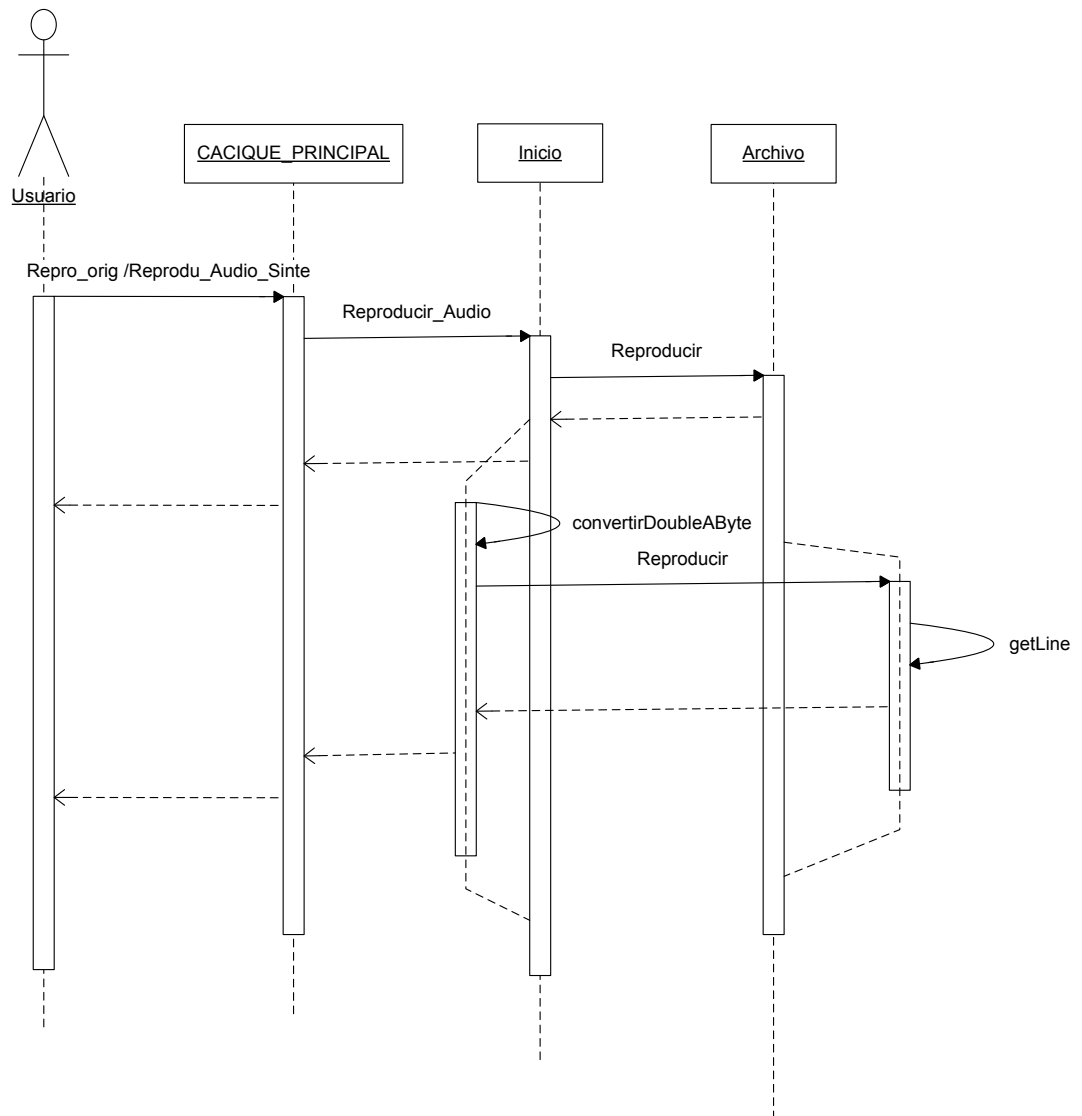 CACIQUE_PRINCIPAL
Inicio
Archivo
Usuario
Repro_orig /Reprodu_Audio_Sinte
Reproducir_Audio
Reproducir
convertirDoubleAByte
Reproducir
getLine